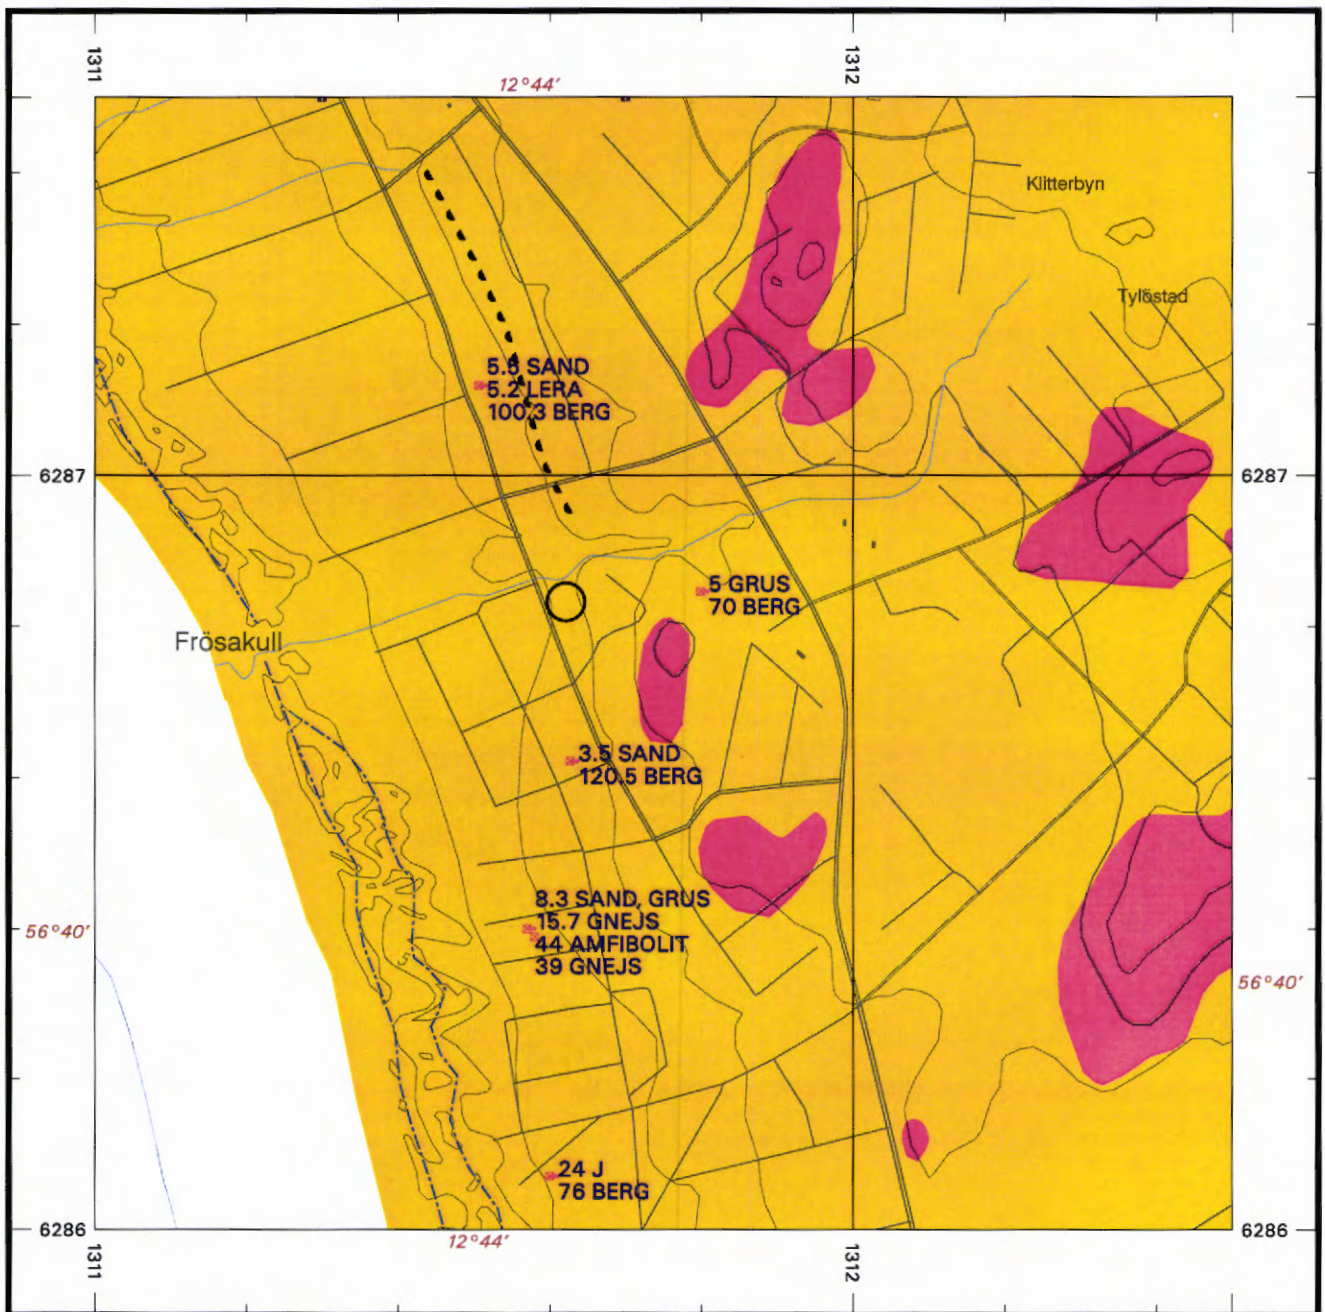 1311
1312
12°44'
Klitterbyn
Tylöstad
5.8 SAND
5.2 LERA
100.3 BERG
6287
6287
5 GRUS
70 BERG
Frösakull
3.5 SAND
120.5 BERG
8.3 SAND, GRUS
15.7 GNEJS
44 AMFIBOLIT
39 GNEJS
56°40'
56°40'
24 J
76 BERG
6286
6286
12°44'
1311
1312